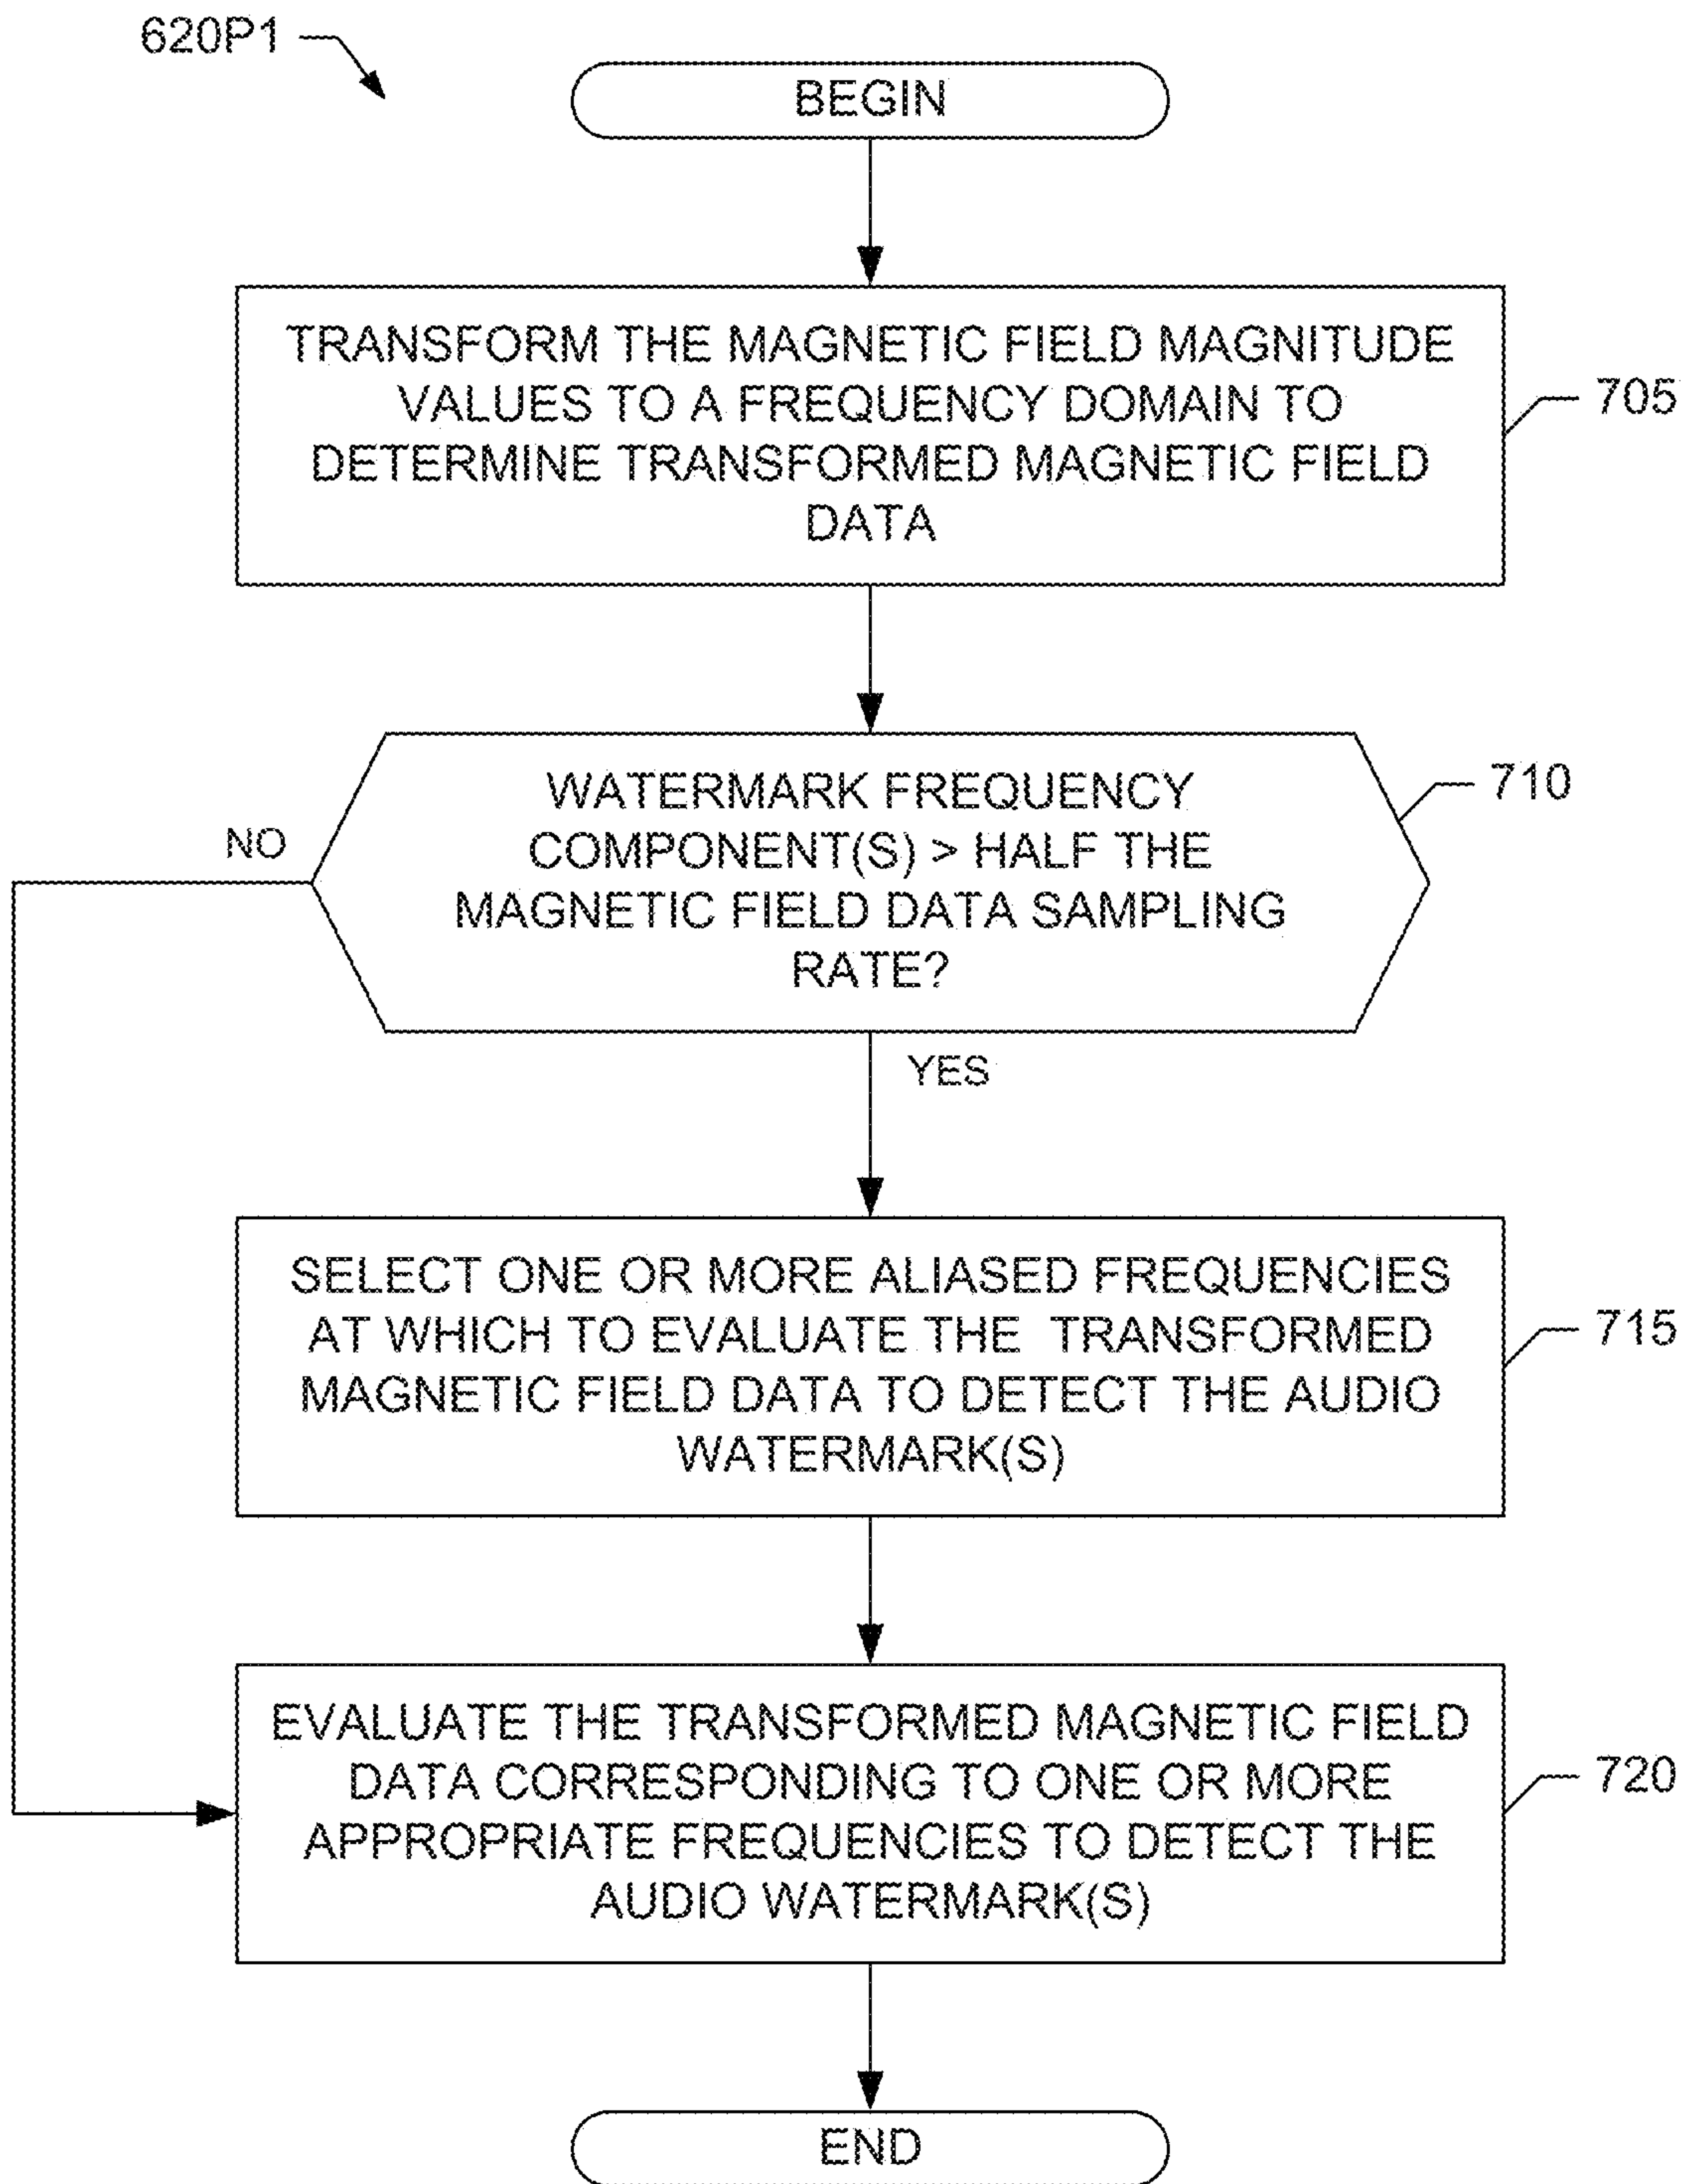 620P1
BEGIN
TRANSFORM THE MAGNETIC FIELD MAGNITUDE
VALUES TO A FREQUENCY DOMAIN TO
DETERMINE TRANSFORMED MAGNETIC FIELD
DATA
705
WATERMARK FREQUENCY
COMPONENT(S) > HALF THE
MAGNETIC FIELD DATA SAMPLING
RATE?
710
NO
YES
SELECT ONE OR MORE ALIASED FREQUENCIES
AT WHICH TO EVALUATE THE TRANSFORMED
MAGNETIC FIELD DATA TO DETECT THE AUDIO
WATERMARK(S)
715
EVALUATE THE TRANSFORMED MAGNETIC FIELD
DATA CORRESPONDING TO ONE OR MORE
APPROPRIATE FREQUENCIES TO DETECT THE
AUDIO WATERMARK(S)
720
END